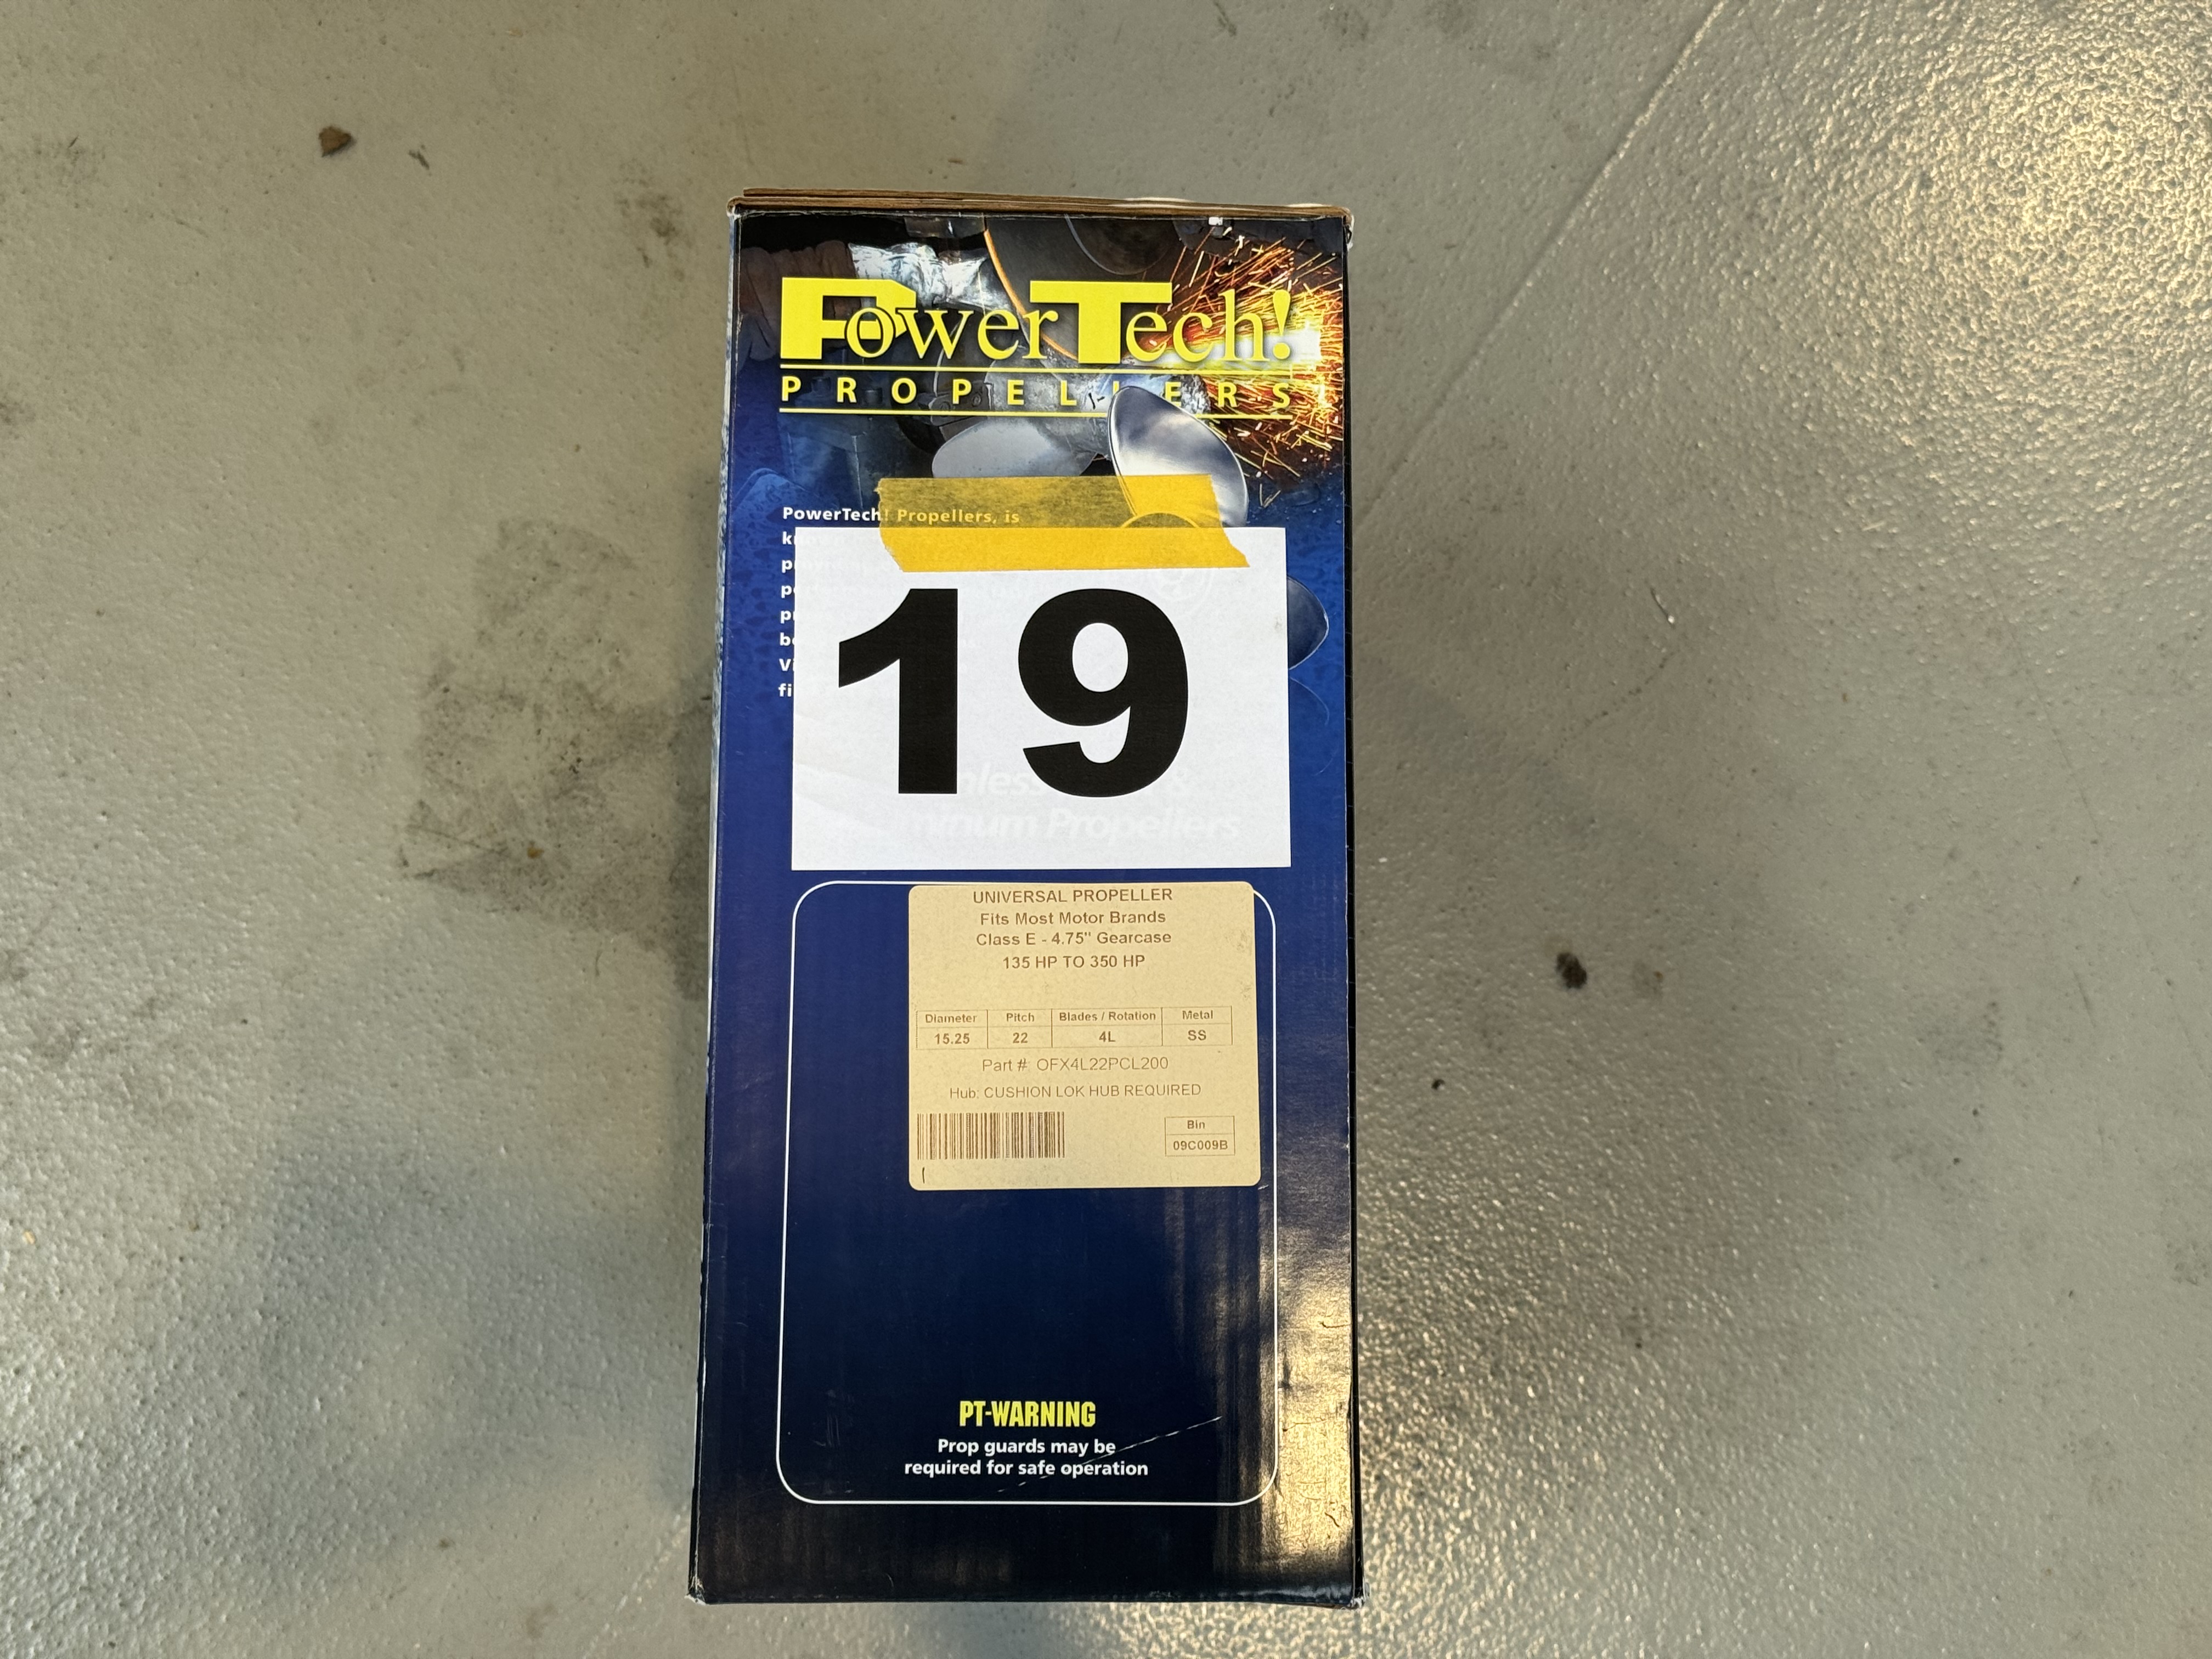 PowerTech!
PROPELLERS
PowerTech! Propellers, is
19
& 
Propellers
UNIVERSAL PROPELLER
Fits Most Motor Brands
Class E - 4.75" Gearcase
135 HP TO 350 HP
Diameter Pitch Blades / Rotation Metal
15.25 22 4L SS
Part #: OFX4L22PCL200
Hub: CUSHION LOK HUB REQUIRED
Bin
09C009B
PT-WARNING
Prop guards may be
required for safe operation